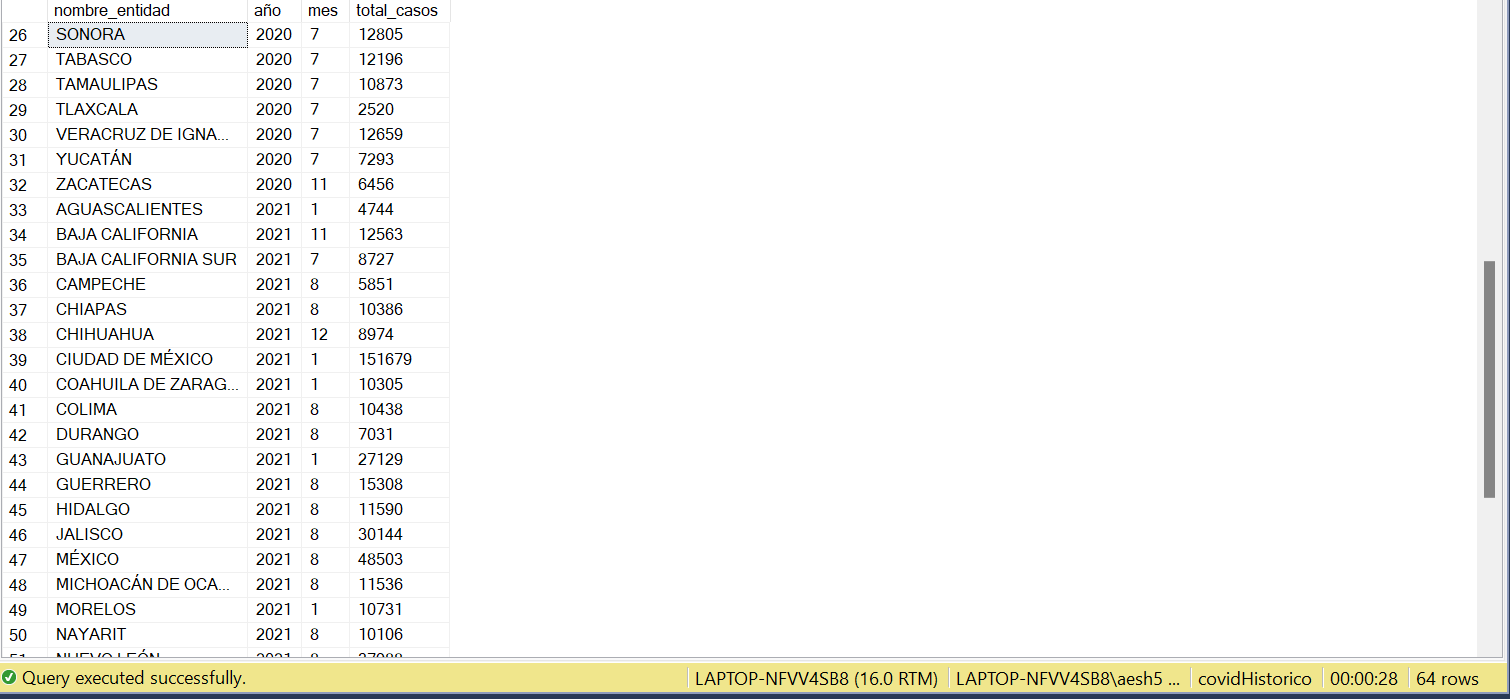 nombre_entidad año mes total_casos
26 SONORA 2020 7 12805
27 TABASCO 2020 7 12196
28 TAMAULIPAS 2020 7 10873
29 TLAXCALA 2020 7 2520
30 VERACRUZ DE IGNA... 2020 7 12659
31 YUCATÁN 2020 7 7293
32 ZACATECAS 2020 11 6456
33 AGUASCALIENTES 2021 1 4744
34 BAJA CALIFORNIA 2021 11 12563
35 BAJA CALIFORNIA SUR 2021 7 8727
36 CAMPECHE 2021 8 5851
37 CHIAPAS 2021 8 10386
38 CHIHUAHUA 2021 12 8974
39 CIUDAD DE MÉXICO 2021 1 151679
40 COAHUILA DE ZARAG... 2021 1 10305
41 COLIMA 2021 8 10438
42 DURANGO 2021 8 7031
43 GUANAJUATO 2021 1 27129
44 GUERRERO 2021 8 15308
45 HIDALGO 2021 8 11590
46 JALISCO 2021 8 30144
47 MÉXICO 2021 8 48503
48 MICHOACÁN DE OCA... 2021 8 11536
49 MORELOS 2021 1 10731
50 NAYARIT 2021 8 10106
51 NUEVO LEÓN 2021 8
Query executed successfully. LAPTOP-NFVV4SB8 (16.0 RTM) LAPTOP-NFVV4SB8\aesh5 ... covidHistorico 00:00:28 64 rows